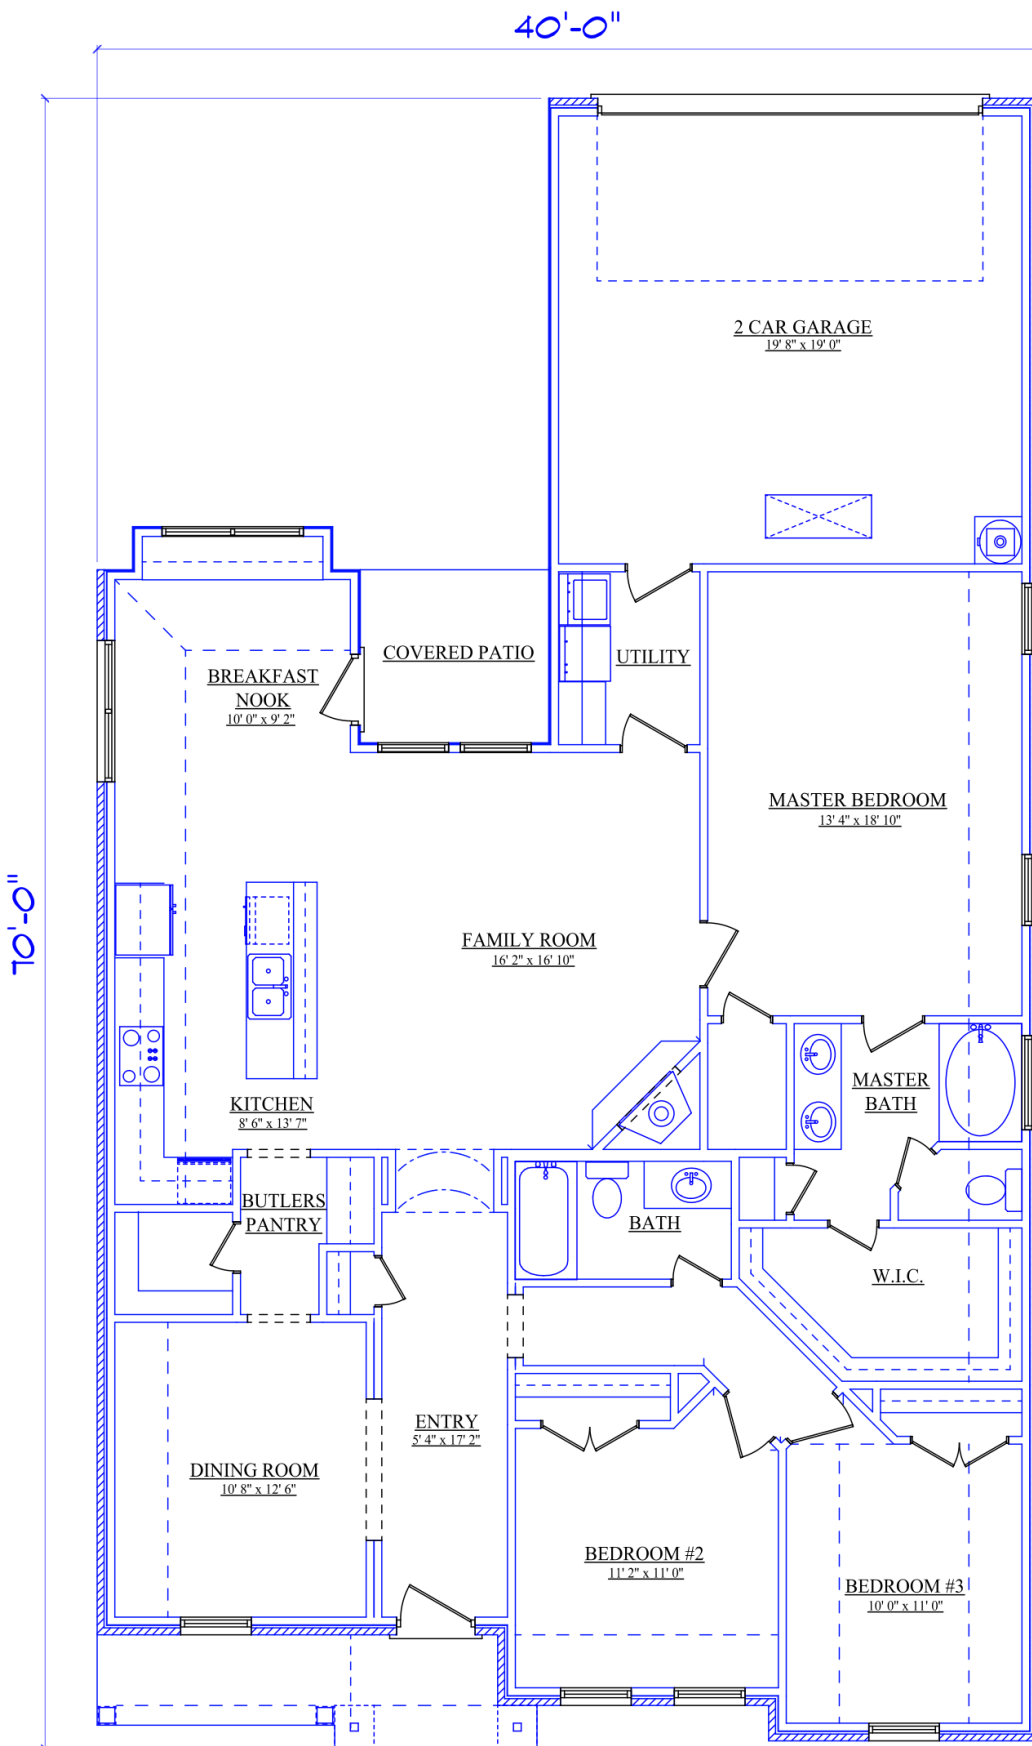 40'-0"
2 CAR GARAGE
19' 8" x 19' 0"
COVERED PATIO
UTILITY
BREAKFAST
NOOK
10' 0" x 9' 2"
MASTER BEDROOM
13' 4" x 18' 10"
70'-0"
FAMILY ROOM
16' 2" x 16' 10"
MASTER
BATH
KITCHEN
8' 6" x 13' 7"
BUTLERS
PANTRY
BATH
W.I.C.
ENTRY
5' 4" x 17' 2"
DINING ROOM
10' 8" x 12' 6"
BEDROOM #2
11' 2" x 11' 0"
BEDROOM #3
10' 0" x 11' 0"